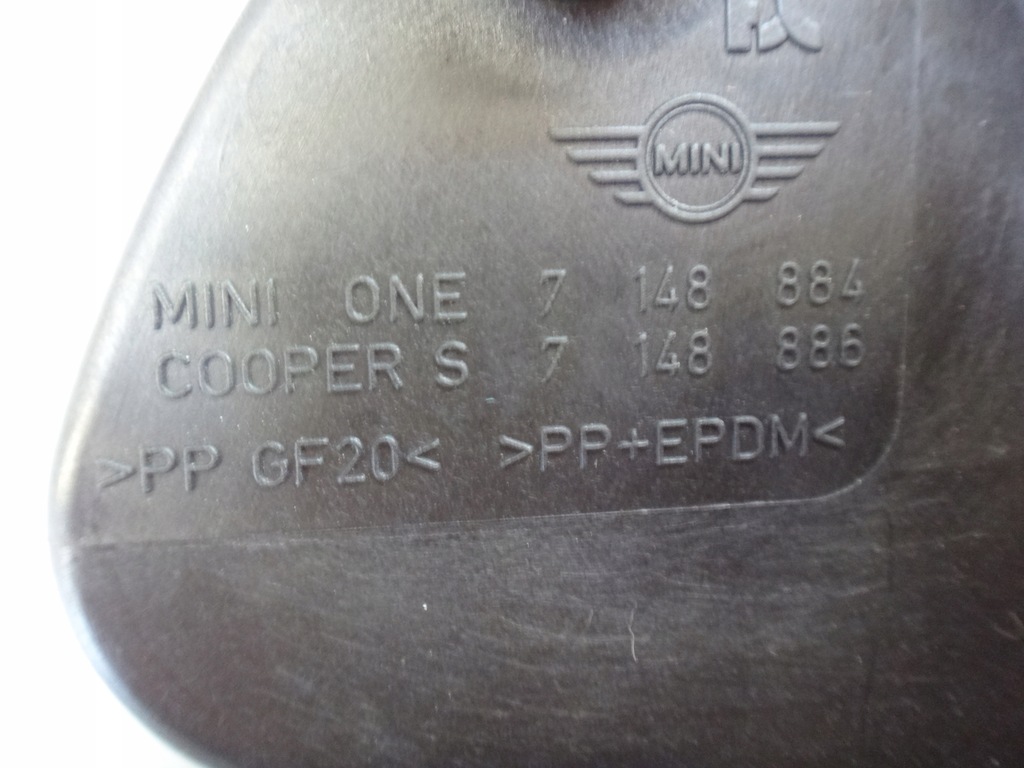 MINI
MINI ONE 7 148 884
COOPER S 7 148 886
>PP GF20< >PP+EPDM<